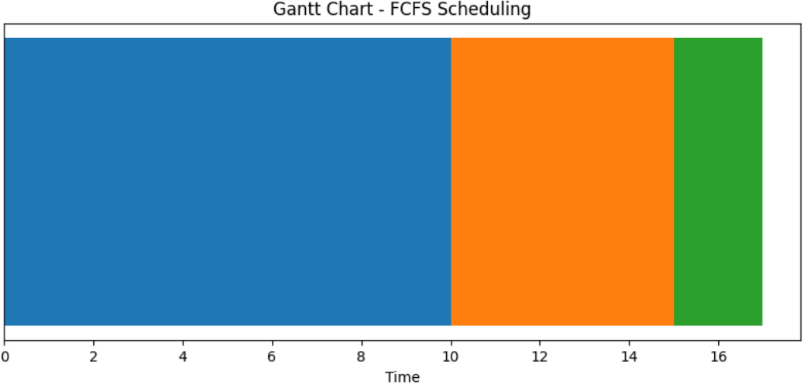 Gantt Chart - FCFS Scheduling
0 2 4 6 8 10 12 14 16
Time